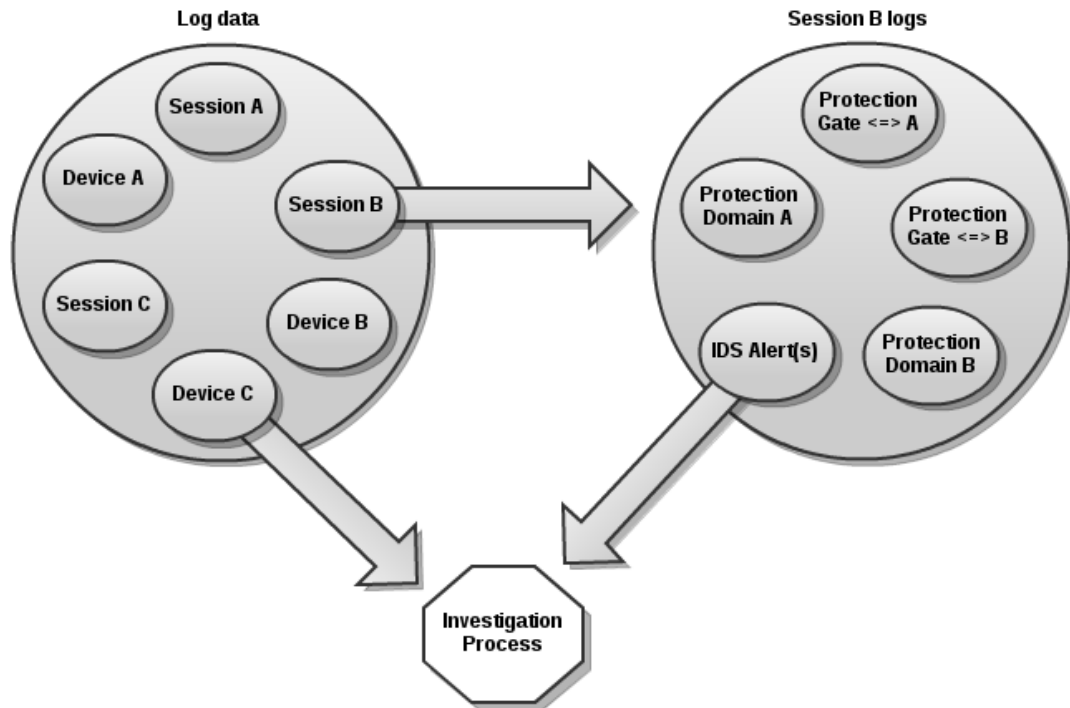 Log data
Session A
Device A
Session B
Session C
Device B
Device C
Session B logs
Protection
Gate <=> A
Protection
Domain A
Protection
Gate <=> B
IDS Alert(s)
Protection
Domain B
Investigation
Process